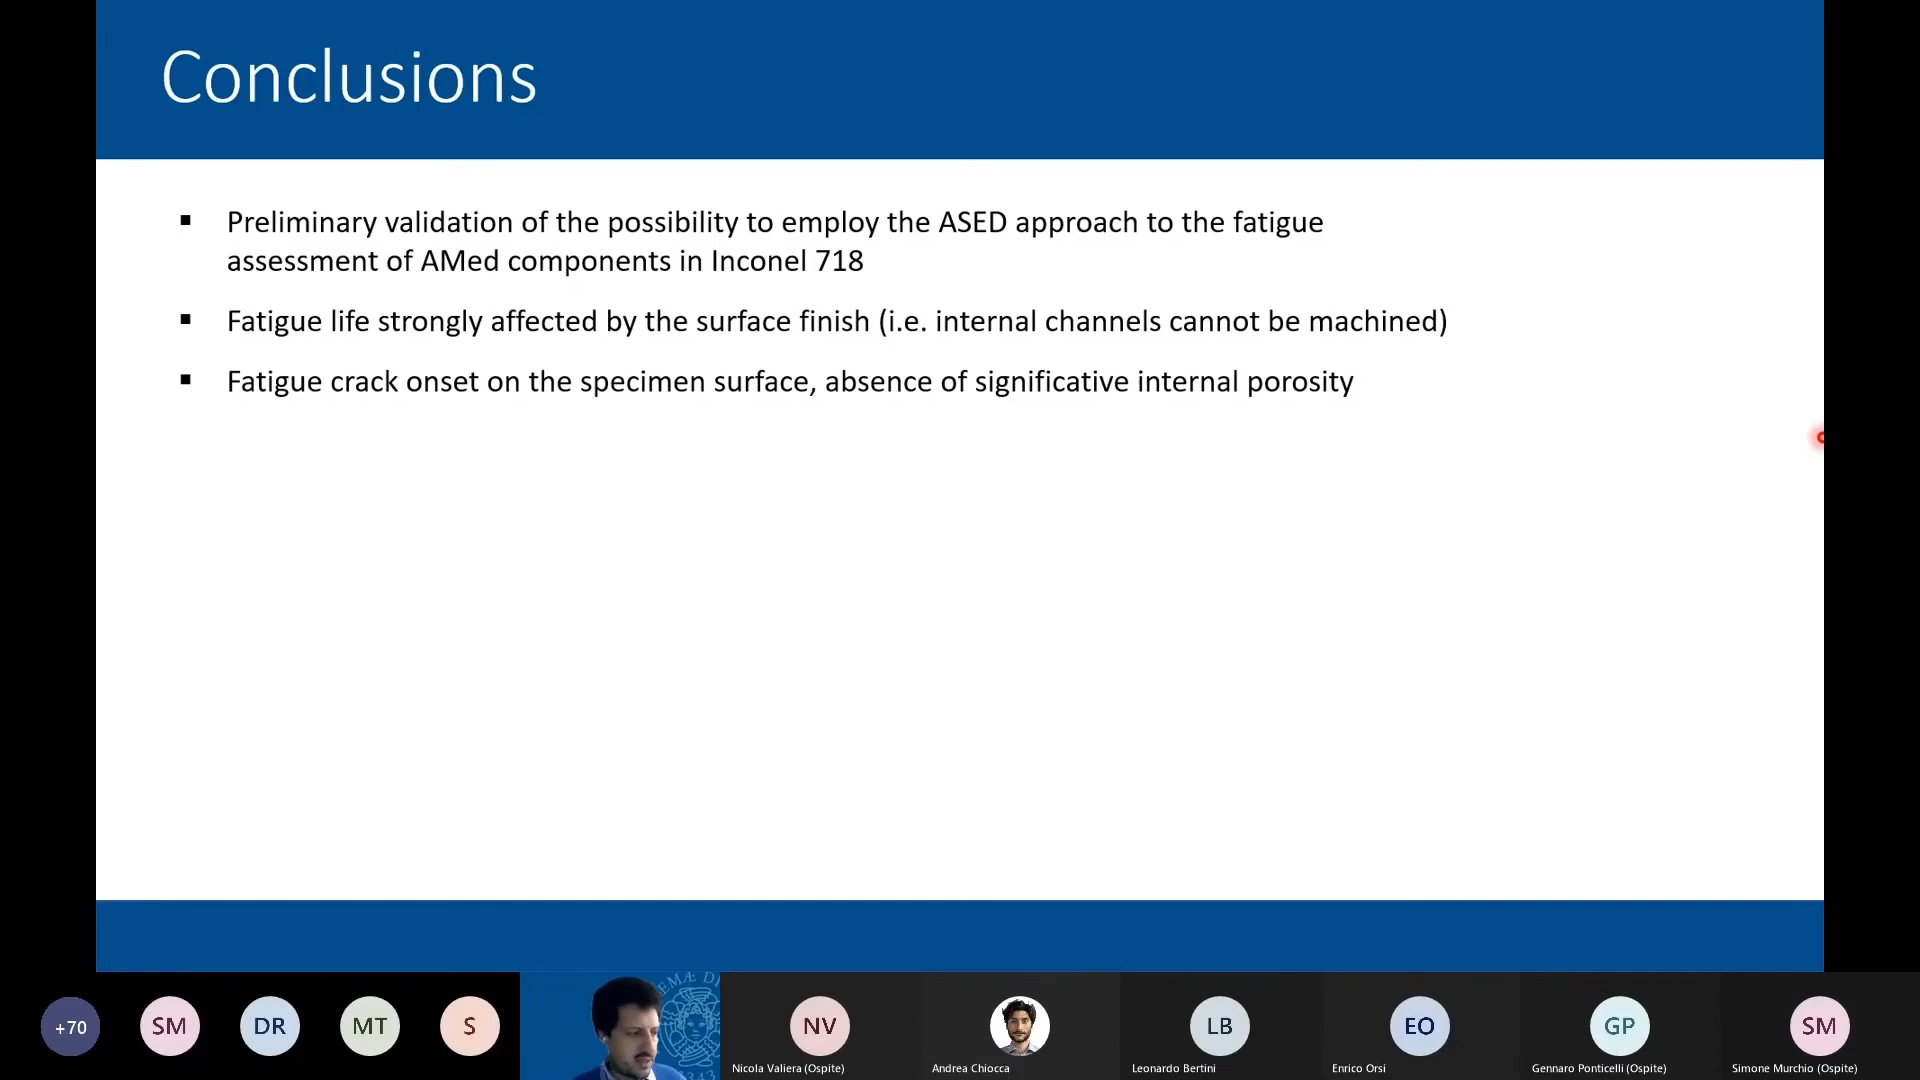 Conclusions
▪ Preliminary validation of the possibility to employ the ASED approach to the fatigue
assessment of AMed components in Inconel 718
▪ Fatigue life strongly affected by the surface finish (i.e. internal channels cannot be machined)
▪ Fatigue crack onset on the specimen surface, absence of significative internal porosity
+70
SM
DR
MT
S
EMÆ DI
343
NV
LB
EO
GP
SM
Nicola Valiera (Ospite)
Andrea Chiocca
Leonardo Bertini
Enrico Orsi
Gennaro Ponticelli (Ospite)
Simone Murchio (Ospite)